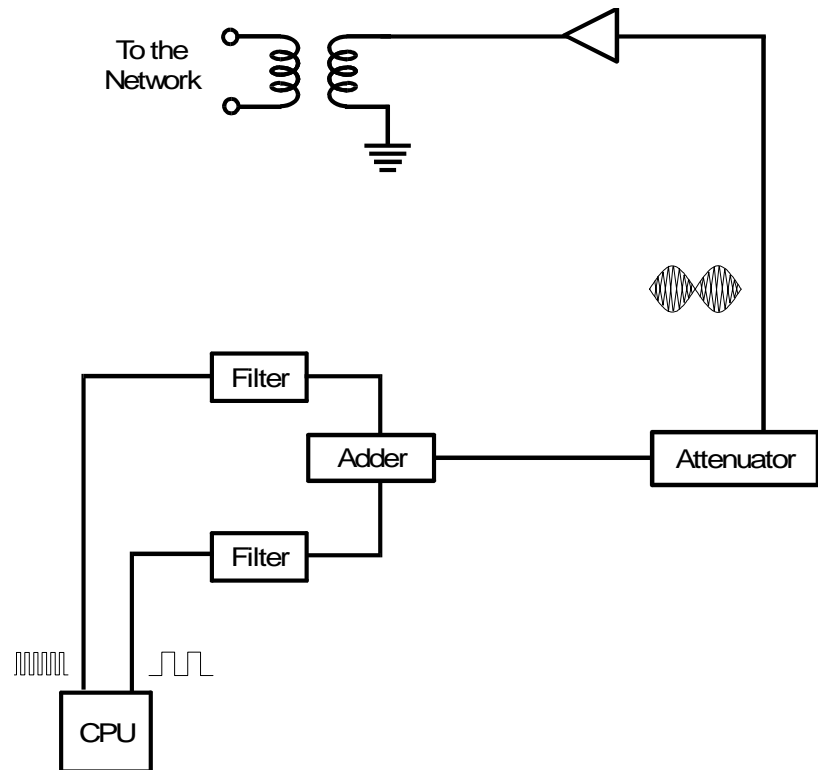 To the
Network
Filter
Adder
Attenuator
Filter
CPU